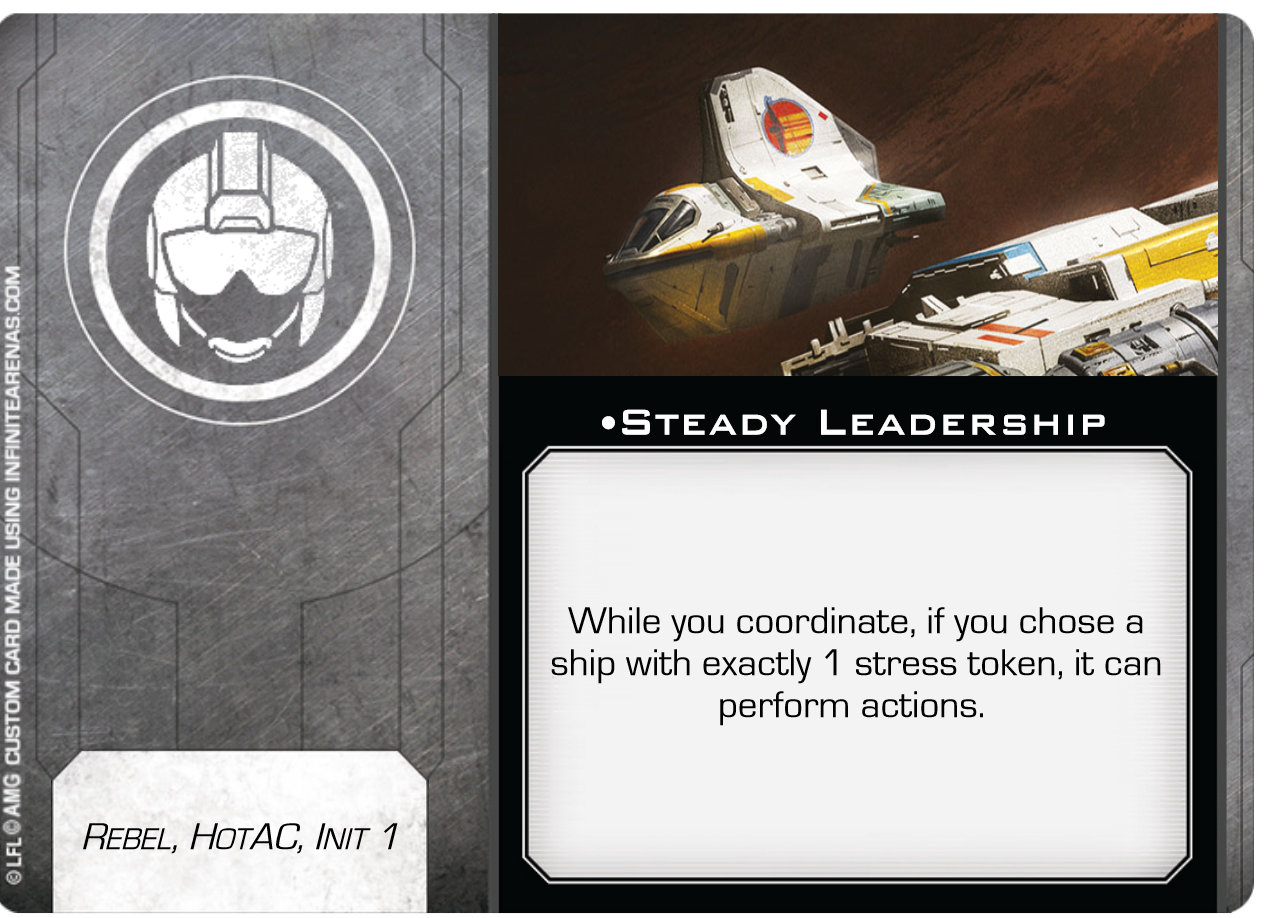 •Steady Leadership
While you coordinate, if you chose a
ship with exactly 1 stress token, it can
perform actions.
Rebel, HotAC, Init 1
©LFL ©AMG CUSTOM CARD MADE USING INFINITEARENAS.COM